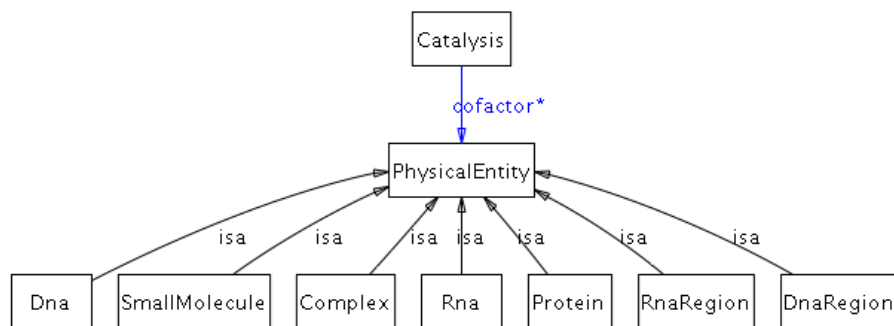 Catalysis
cofactor*
PhysicalEntity
isa isa isa isa isa isa isa
Dna SmallMolecule Complex Rna Protein RnaRegion DnaRegion